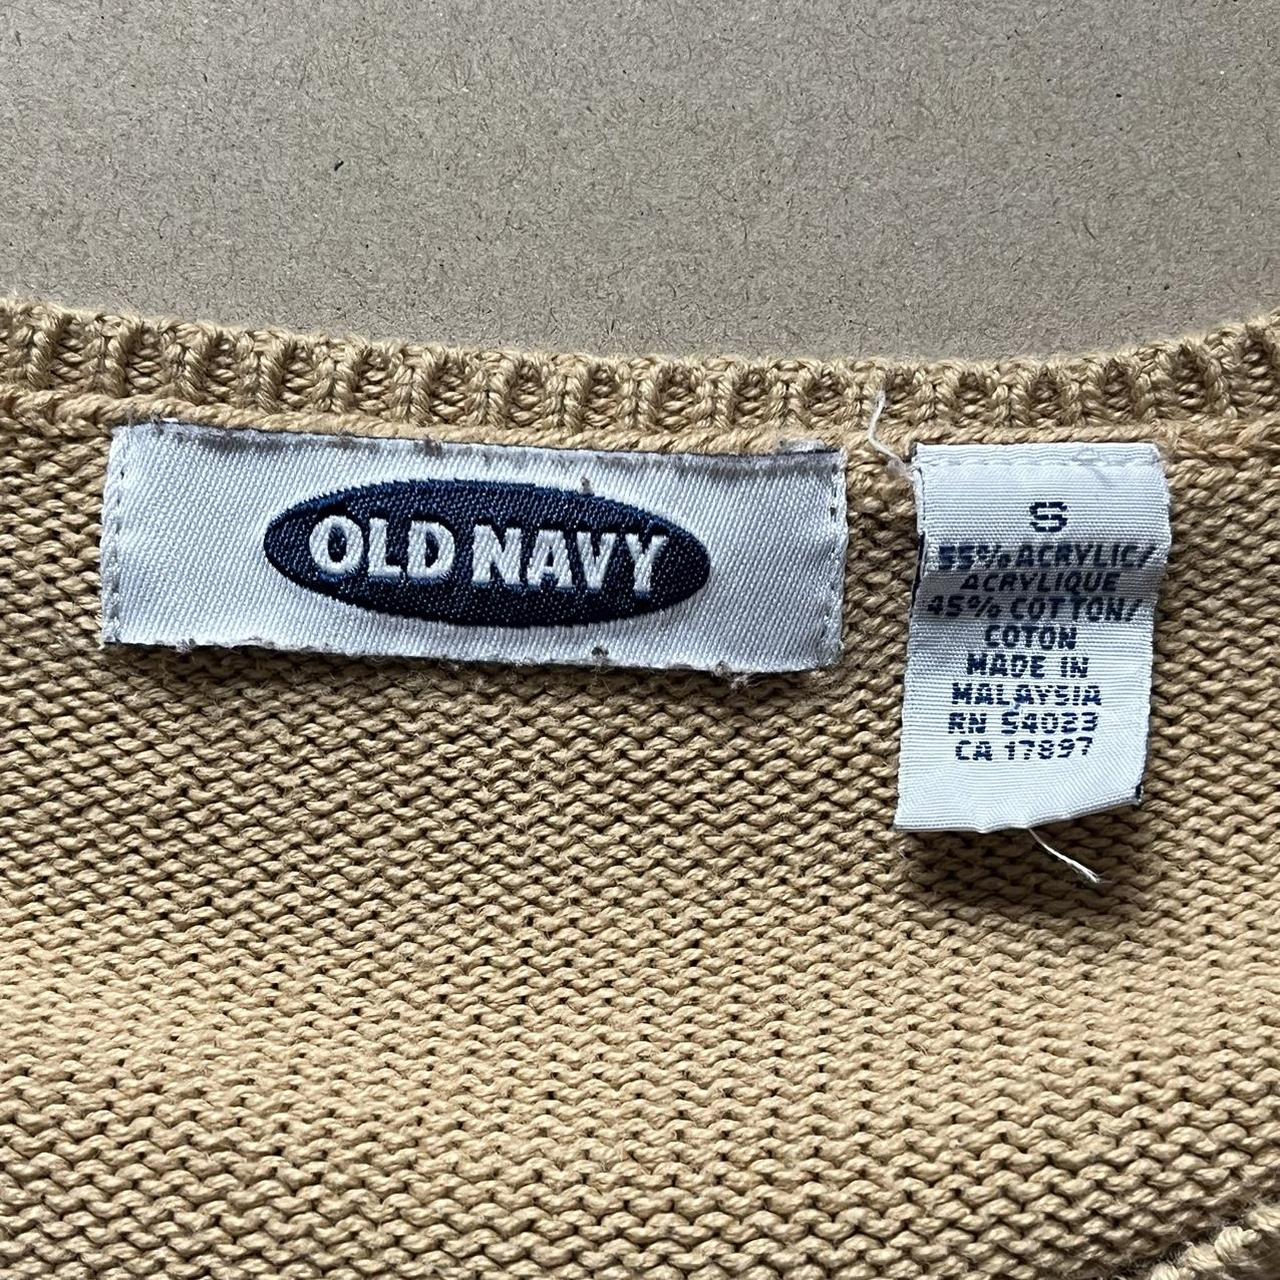 OLD NAVY
S
55% ACRYLIC/
ACRYLIQUE
45% COTTON/
COTON
MADE IN
MALAYSIA
RN 54023
CA 17897